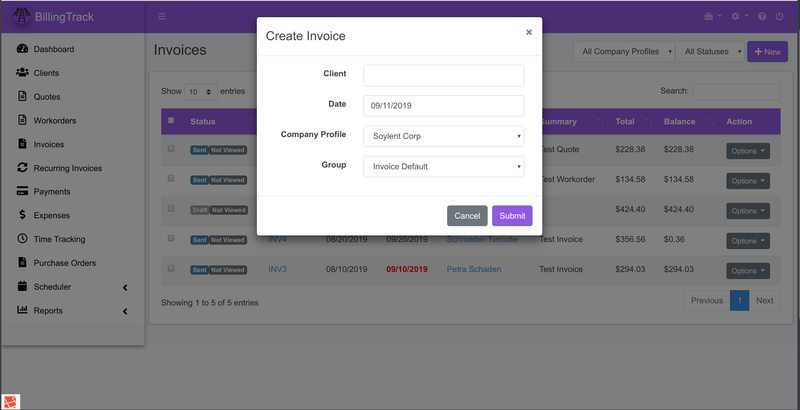 BillingTrack
Dashboard
Clients
Quotes
Workorders
Invoices
Recurring Invoices
Payments
Expenses
Time Tracking
Purchase Orders
Scheduler
Reports
Invoices
All Company Profiles
All Statuses
+ New
Show 10 entries
Search:
Status Summary Total Balance Action
Sent Not Viewed Test Quote $228.38 $228.38 Options
Sent Not Viewed Test Workorder $134.58 $134.58 Options
Draft Not Viewed $424.40 $424.40 Options
Sent Not Viewed INV4 08/20/2019 09/20/2019 Schroeder-Turcotte Test Invoice $356.56 $0.36 Options
Sent Not Viewed INV3 08/10/2019 09/10/2019 Petra Schaden Test Invoice $294.03 $294.03 Options
Showing 1 to 5 of 5 entries
Previous 1 Next
Create Invoice ×
Client
Date 09/11/2019
Company Profile Soylent Corp
Group Invoice Default
Cancel Submit